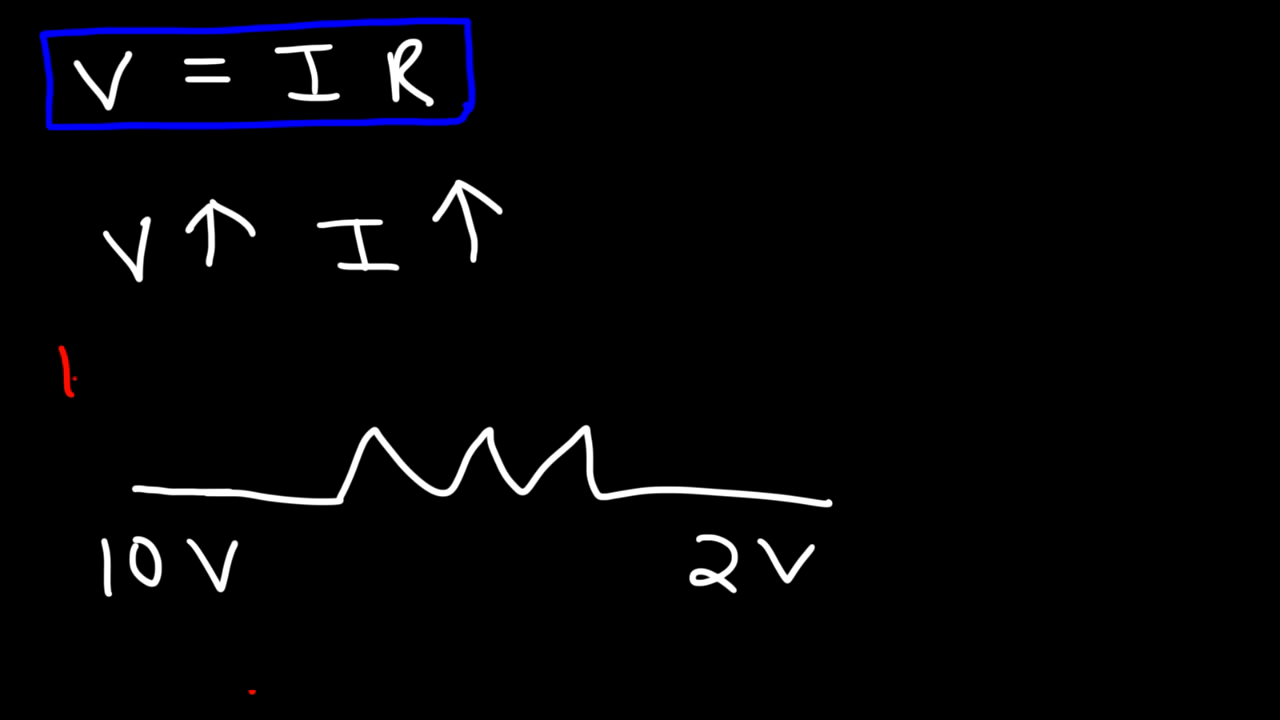 V = I R
V ↑ I ↑
10 V 2 V